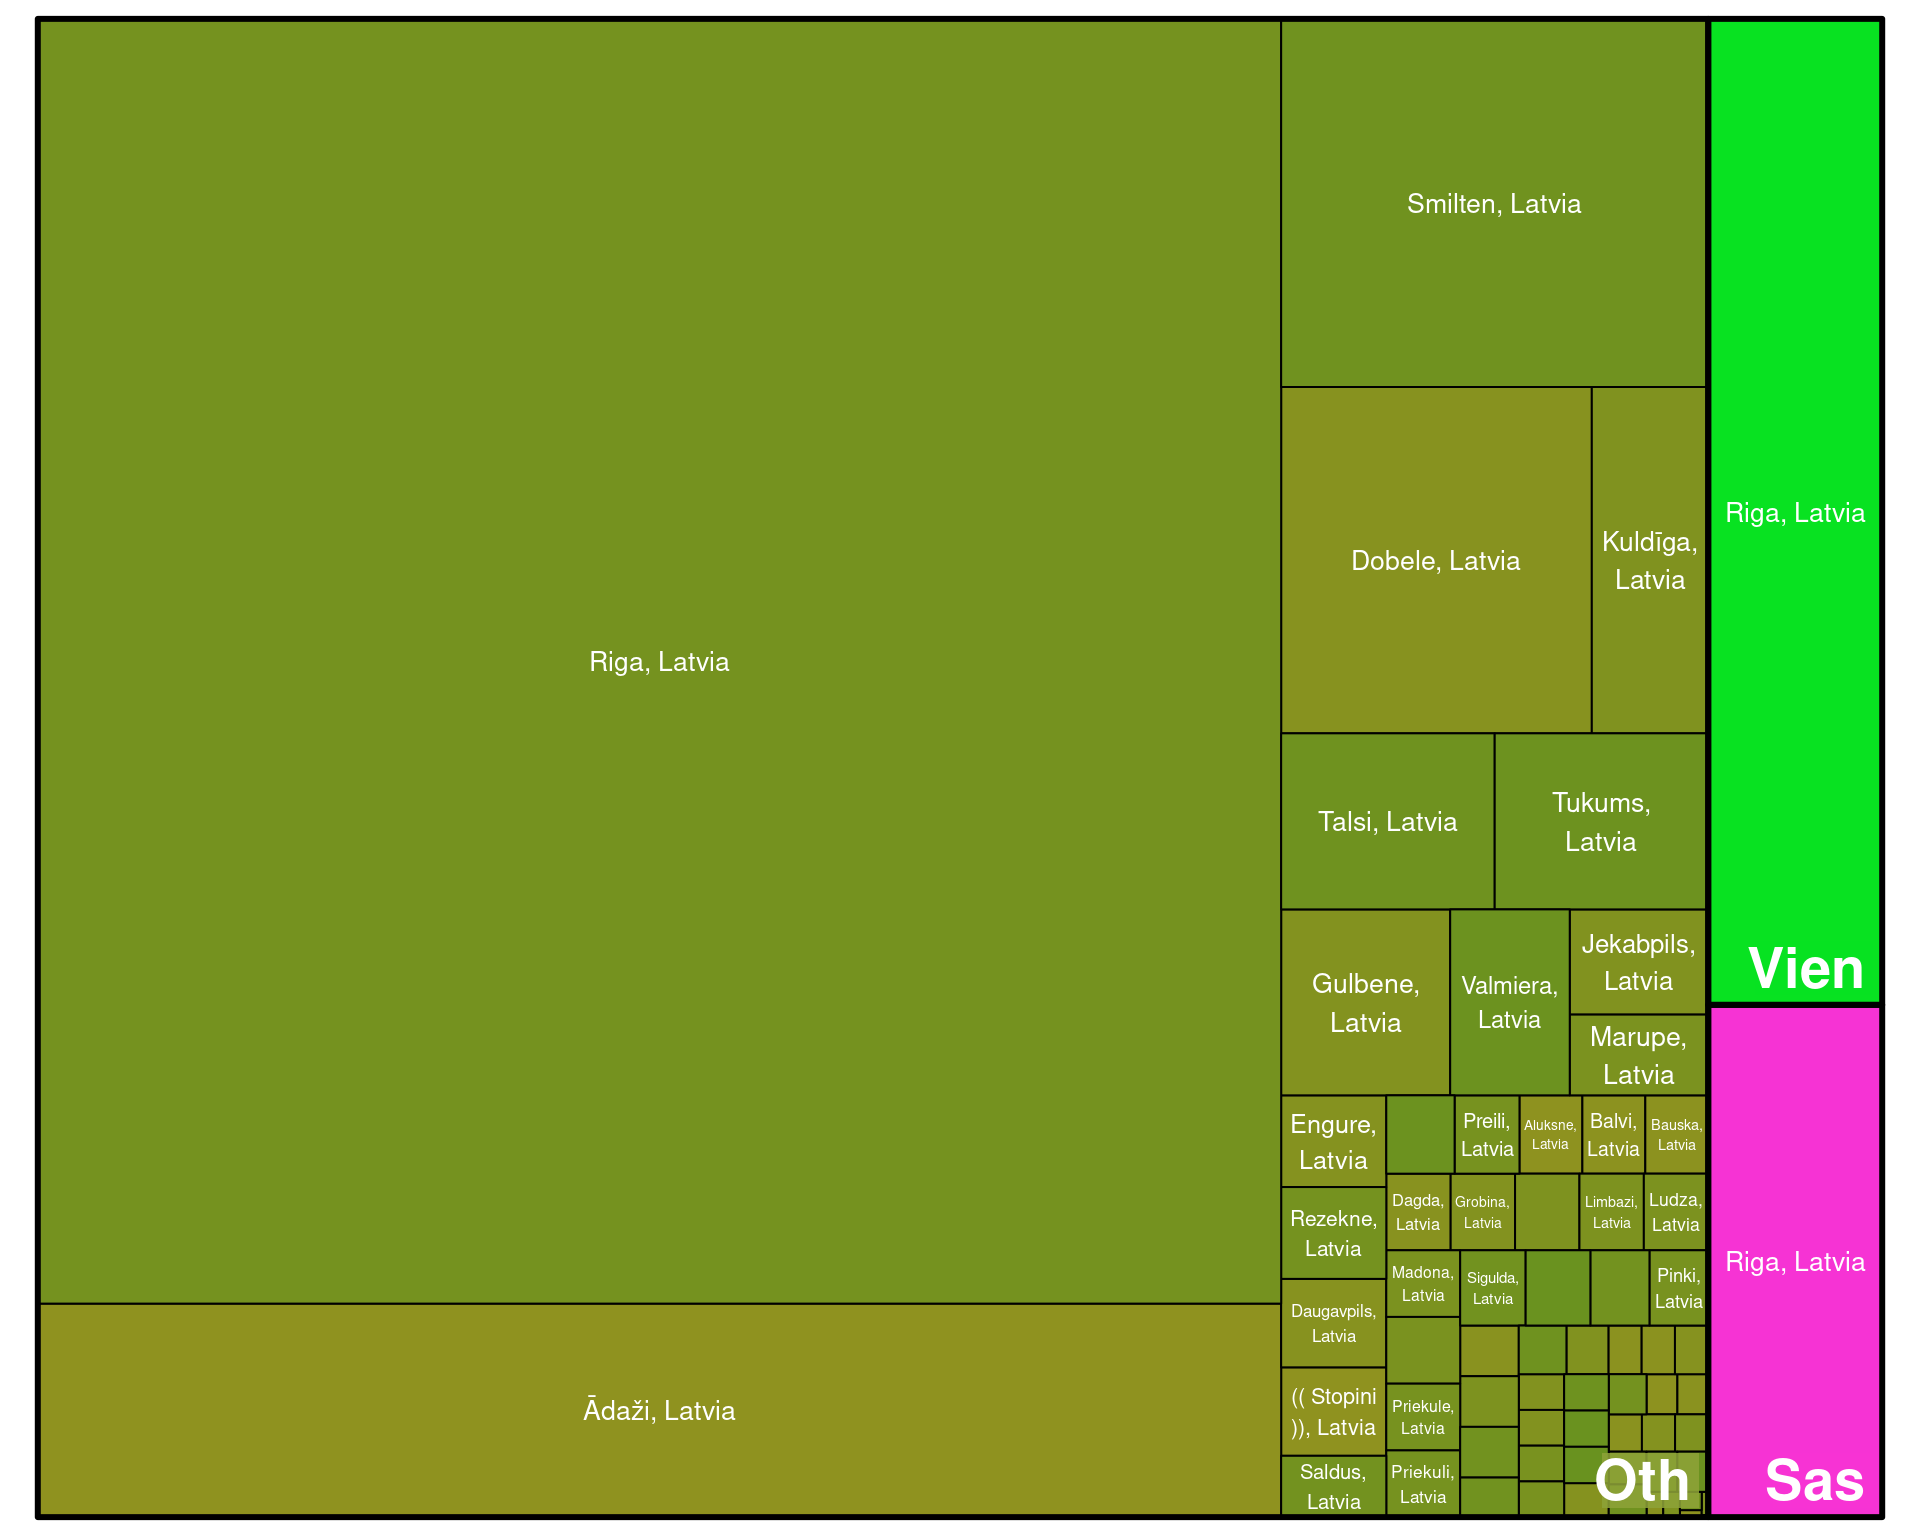 Smilten, Latvia
Riga, Latvia
Kuldīga,
Latvia
Dobele, Latvia
Riga, Latvia
Tukums,
Latvia
Talsi, Latvia
Vien
Jekabpils,
Latvia
Gulbene,
Latvia
Valmiera,
Latvia
Marupe,
Latvia
Engure,
Latvia
Preili,
Latvia
Aluksne,
Latvia
Balvi,
Latvia
Bauska,
Latvia
Rezekne,
Latvia
Dagda,
Latvia
Grobina,
Latvia
Limbazi,
Latvia
Ludza,
Latvia
Riga, Latvia
Daugavpils,
Latvia
Madona,
Latvia
Sigulda,
Latvia
Pinki,
Latvia
Ādaži, Latvia
(( Stopini
)), Latvia
Priekule,
Latvia
Saldus,
Latvia
Priekuli,
Latvia
Oth
Sas